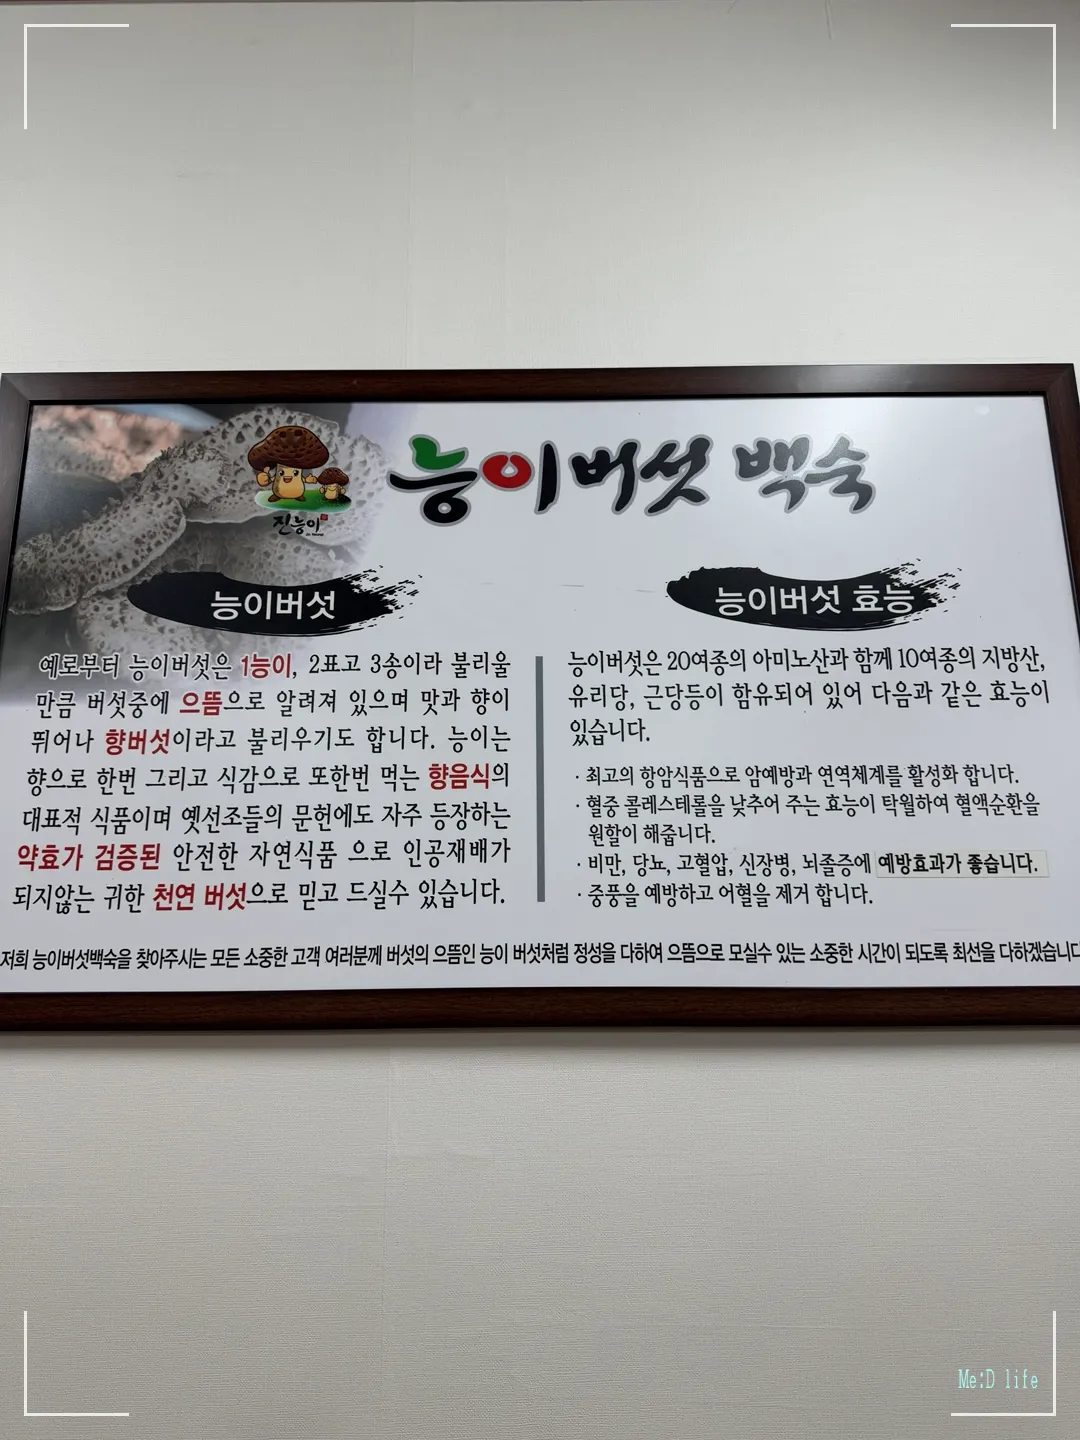 능이버섯 백숙
진능이
능이버섯
예로부터 능이버섯은 1능이, 2표고 3송이라 불리울
만큼 버섯중에 으뜸으로 알려져 있으며 맛과 향이
뛰어나 향버섯이라고 불리우기도 합니다. 능이는
향으로 한번 그리고 식감으로 또한번 먹는 향음식의
대표적 식품이며 옛선조들의 문헌에도 자주 등장하는
약효가 검증된 안전한 자연식품 으로 인공재배가
되지않는 귀한 천연 버섯으로 믿고 드실수 있습니다.
능이버섯 효능
능이버섯은 20여종의 아미노산과 함께 10여종의 지방산,
유리당, 균당등이 함유되어 있어 다음과 같은 효능이
있습니다.
· 최고의 항암식품으로 암예방과 연역체계를 활성화 합니다.
· 혈중 콜레스테롤을 낮추어 주는 효능이 탁월하여 혈액순환을
원할이 해줍니다.
· 비만, 당뇨, 고혈압, 신장병, 뇌졸증에 예방효과가 좋습니다.
· 중풍을 예방하고 어혈을 제거 합니다.
저희 능이버섯백숙을 찾아주시는 모든 소중한 고객 여러분께 버섯의 으뜸인 능이 버섯처럼 정성을 다하여 으뜸으로 모실수 있는 소중한 시간이 되도록 최선을 다하겠습니다
Me:D life